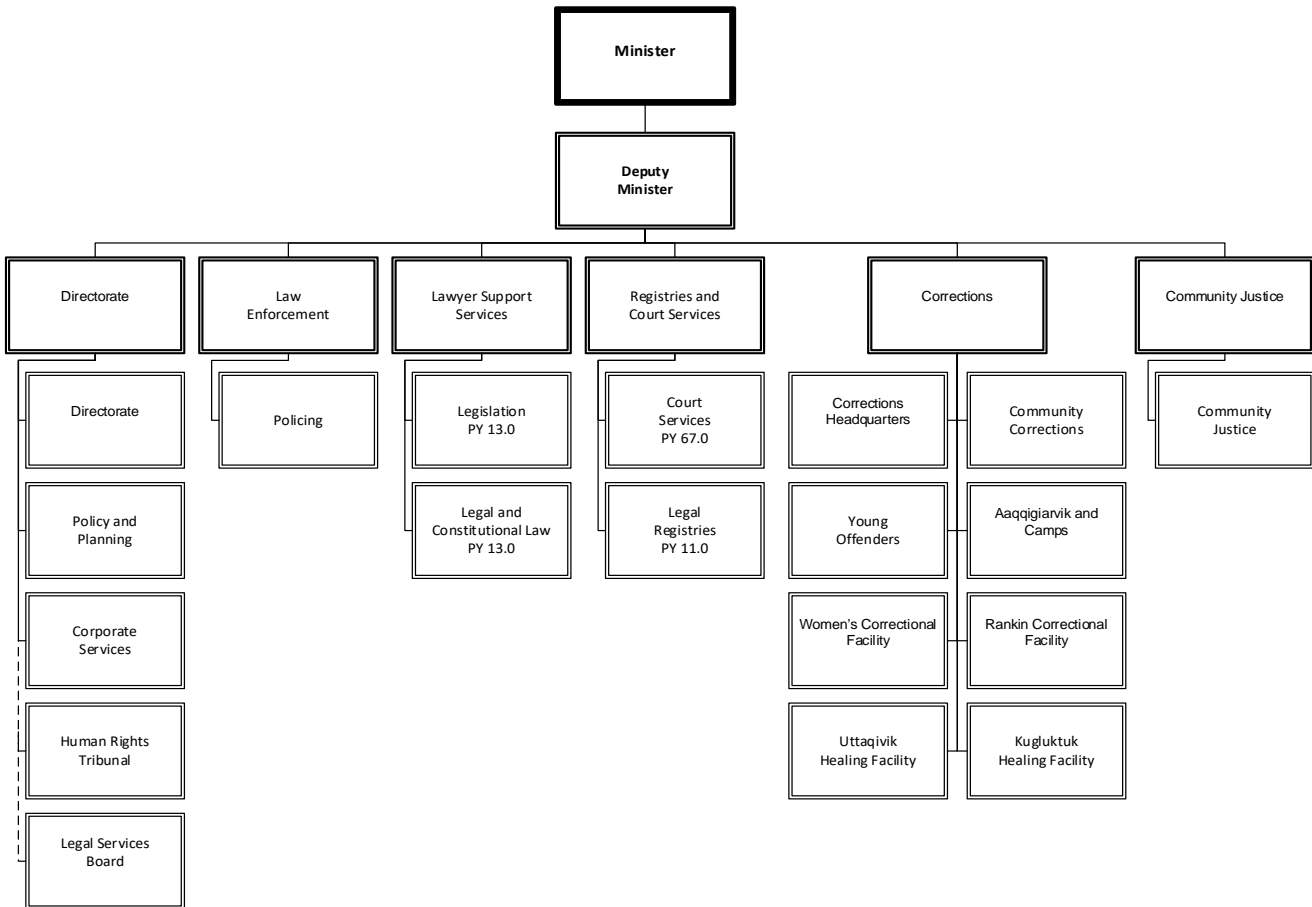 Minister
Deputy
Minister
Directorate
Law
Enforcement
Lawyer Support
Services
Registries and
Court Services
Corrections
Community Justice
Directorate
Policing
Legislation
PY 13.0
Court
Services
PY 67.0
Corrections
Headquarters
Community
Corrections
Community
Justice
Policy and
Planning
Legal and
Constitutional Law
PY 13.0
Legal
Registries
PY 11.0
Young
Offenders
Aaqqigiarvik and
Camps
Corporate
Services
Women's Correctional
Facility
Rankin Correctional
Facility
Human Rights
Tribunal
Uttaqivik
Healing Facility
Kugluktuk
Healing Facility
Legal Services
Board